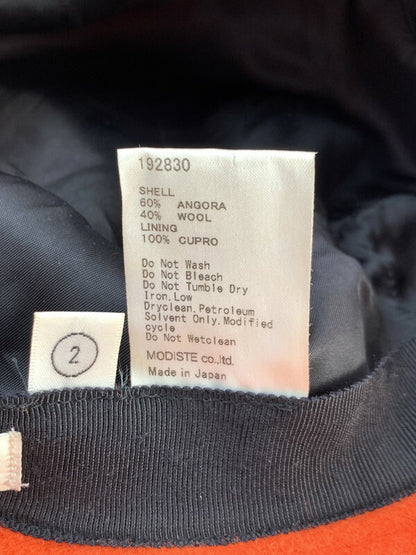 192830
SHELL
60% ANGORA
40% WOOL
LINING
100% CUPRO
Do Not Wash
Do Not Bleach
Do Not Tumble Dry
Iron,Low
Dryclean,Petroleum
Solvent Only.Modified
cycle
Do Not Wetclean
MODiSTE co.,ltd.
Made in Japan
2